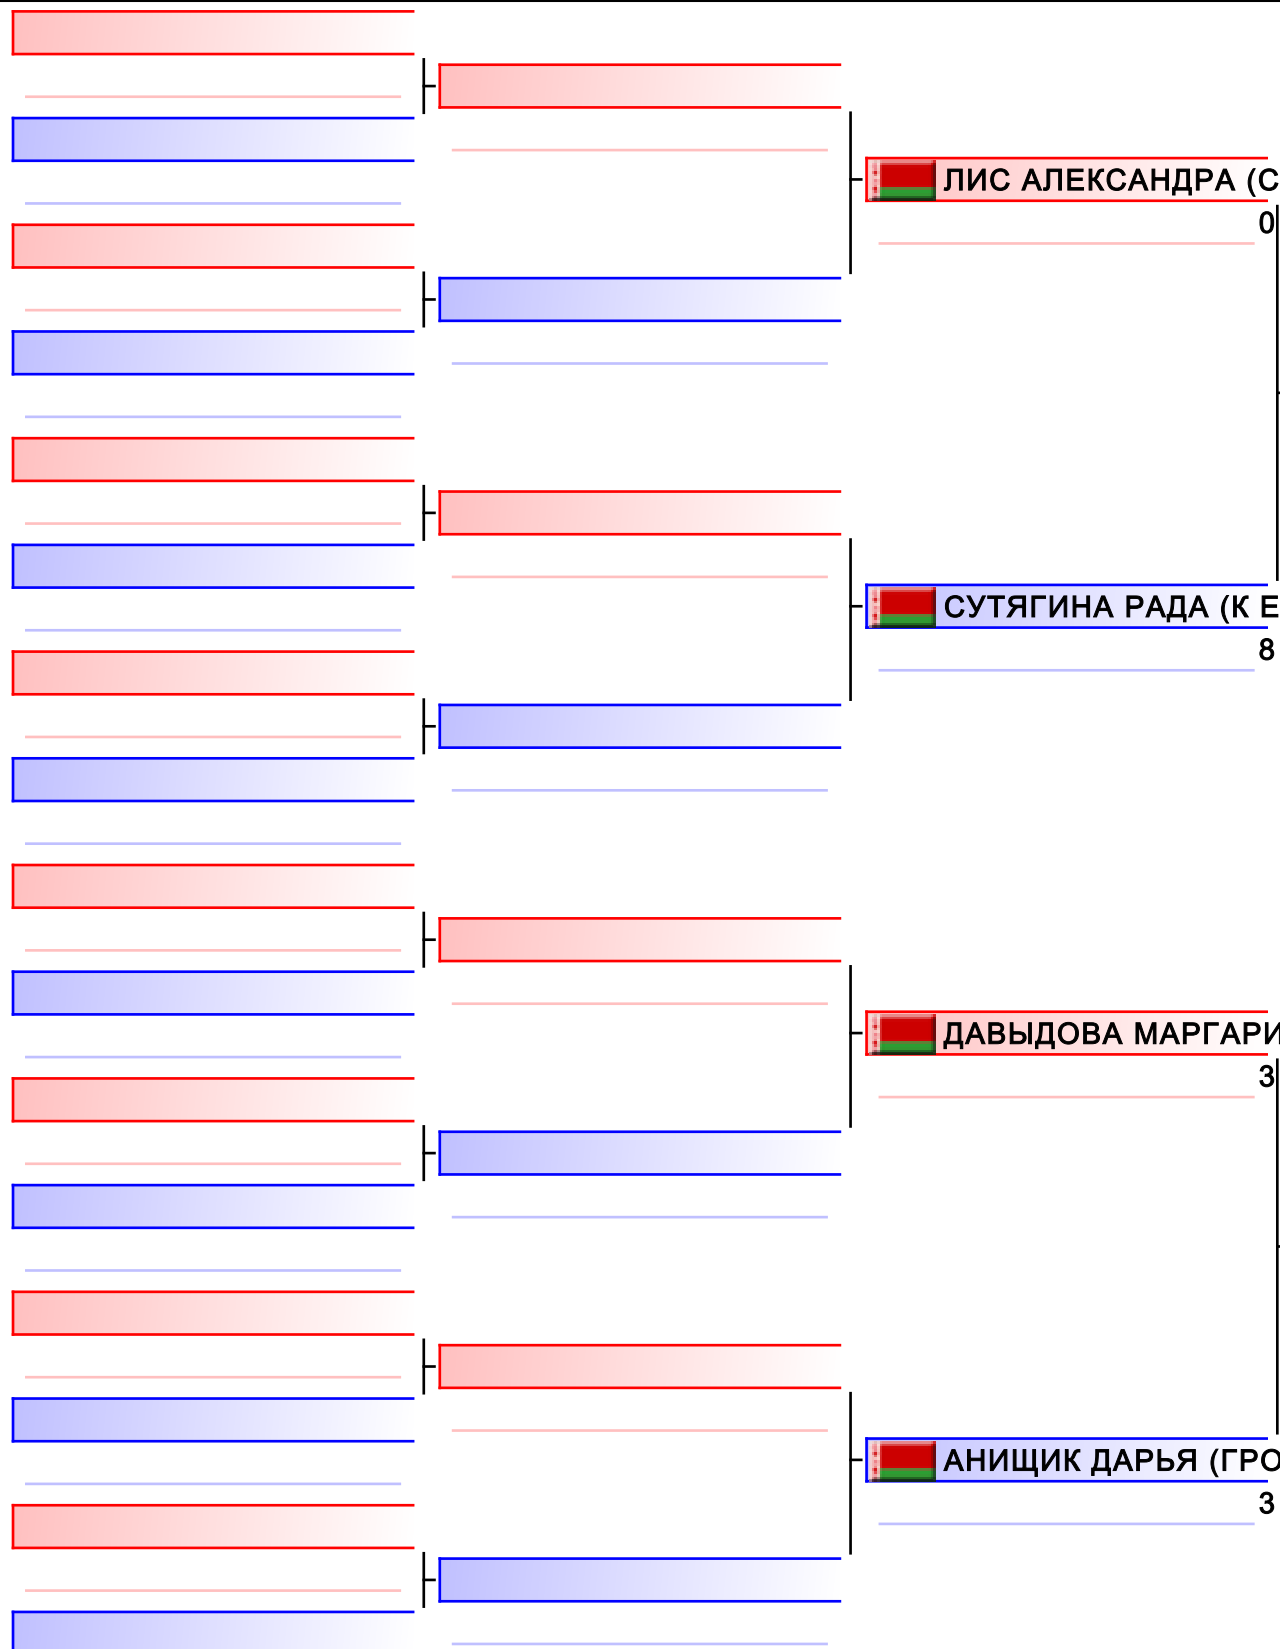 ЛИС АЛЕКСАНДРА (С
0
СУТЯГИНА РАДА (К Е
8
ДАВЫДОВА МАРГАРИ
3
АНИЩИК ДАРЬЯ (ГРО
3